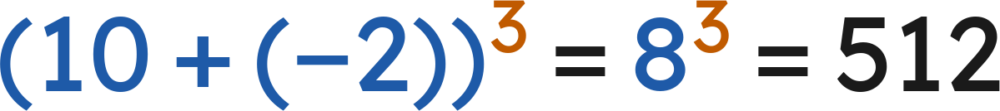 (10 + (−2))³ = 8³ = 512